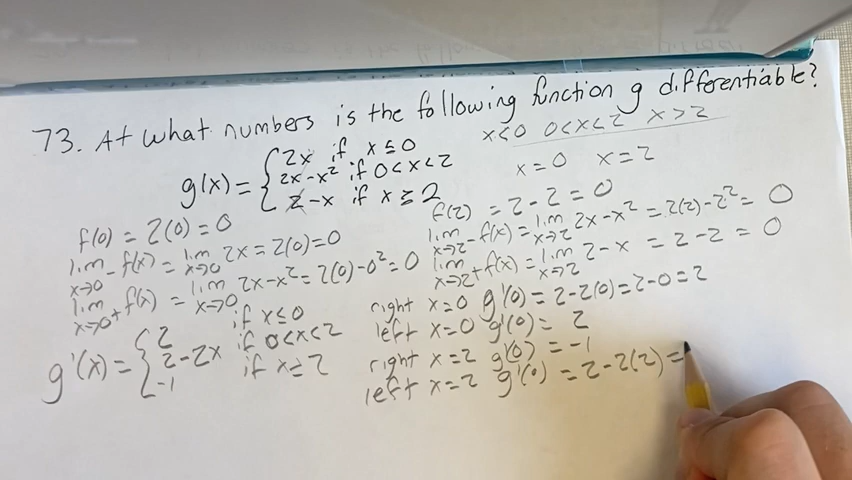 73. At what numbers is the following function g differentiable?
g(x) = { 2x if x ≤ 0
2x-x² if 0<x<2
2-x if x ≥ 2
x<0 0<x<2 x>2
x=0 x=2
f(0) = 2(0) = 0
lim x→0⁻ f(x) = lim x→0 2x = 2(0) = 0
lim x→0⁺ f(x) = lim x→0 2x-x² = 2(0)-0² = 0
f(2) = 2-2 = 0
lim x→2⁻ f(x) = lim x→2 2x-x² = 2(2)-2² = 0
lim x→2⁺ f(x) = lim x→2 2-x = 2-2 = 0
g'(x) = { 2 if x≤0
2-2x if 0<x<2
-1 if x≥2
right x=0 g'(0) = 2-2(0) = 2-0 = 2
left x=0 g'(0) = 2
right x=2 g'(0) = -1
left x=2 g'(0) = 2-2(2) =